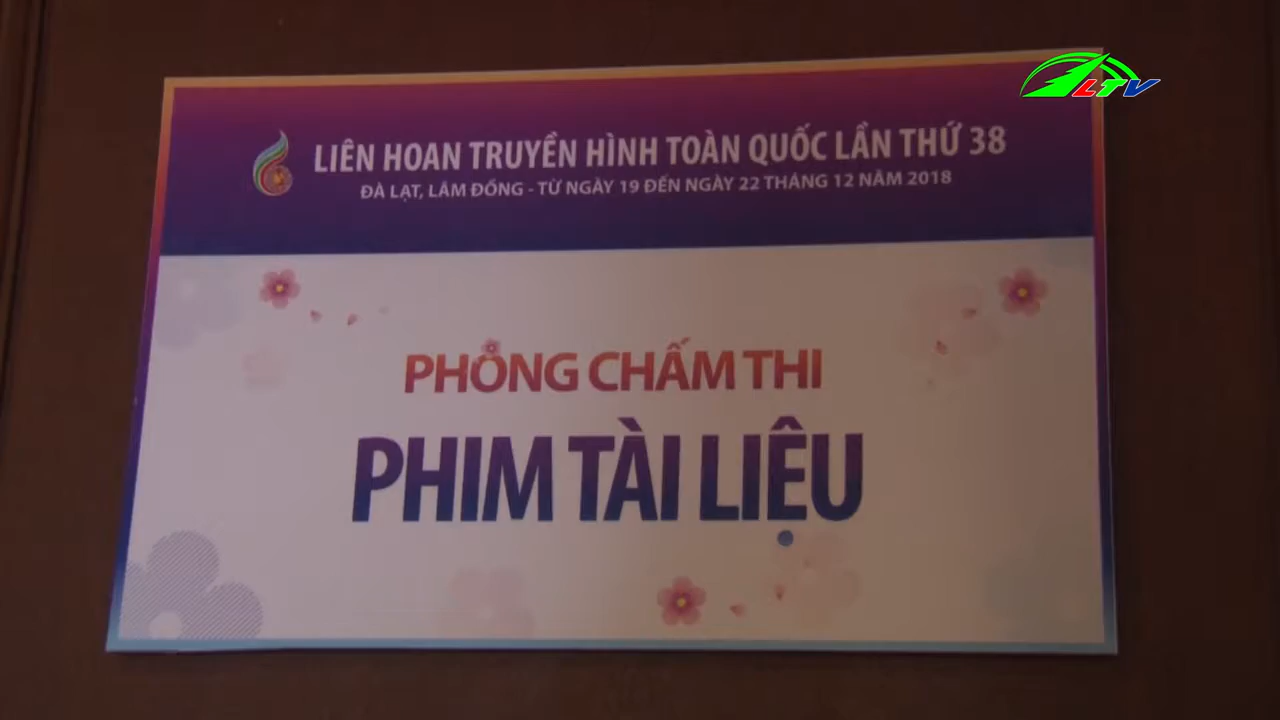 LTV
LIÊN HOAN TRUYỀN HÌNH TOÀN QUỐC LẦN THỨ 38
ĐÀ LẠT, LÂM ĐỒNG - TỪ NGÀY 19 ĐẾN NGÀY 22 THÁNG 12 NĂM 2018
PHÒNG CHẤM THI
PHIM TÀI LIỆU